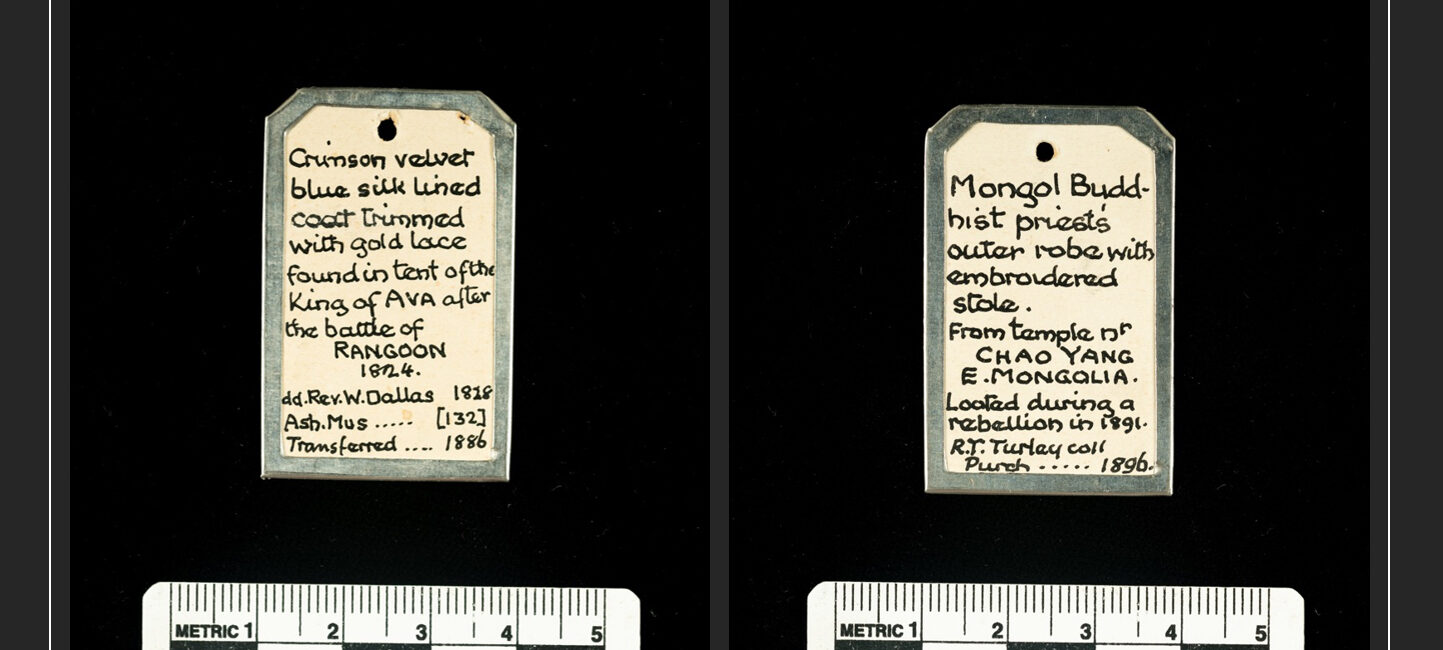 Crimson velvet
blue silk lined
coat trimmed
with gold lace
found in tent of the
King of AVA after
the battle of
RANGOON
1824.
dd. Rev. W. Dallas 1828
Ash. Mus ..... [132]
Transferred .... 1886
METRIC 1 2 3 4 5
Mongol Budd-
hist priest's
outer robe with
embroidered
stole.
From temple nr
CHAO YANG
E. MONGOLIA.
Looted during a
rebellion in 1891.
R.T. Turley coll
Purch ..... 1896.
METRIC 1 2 3 4 5